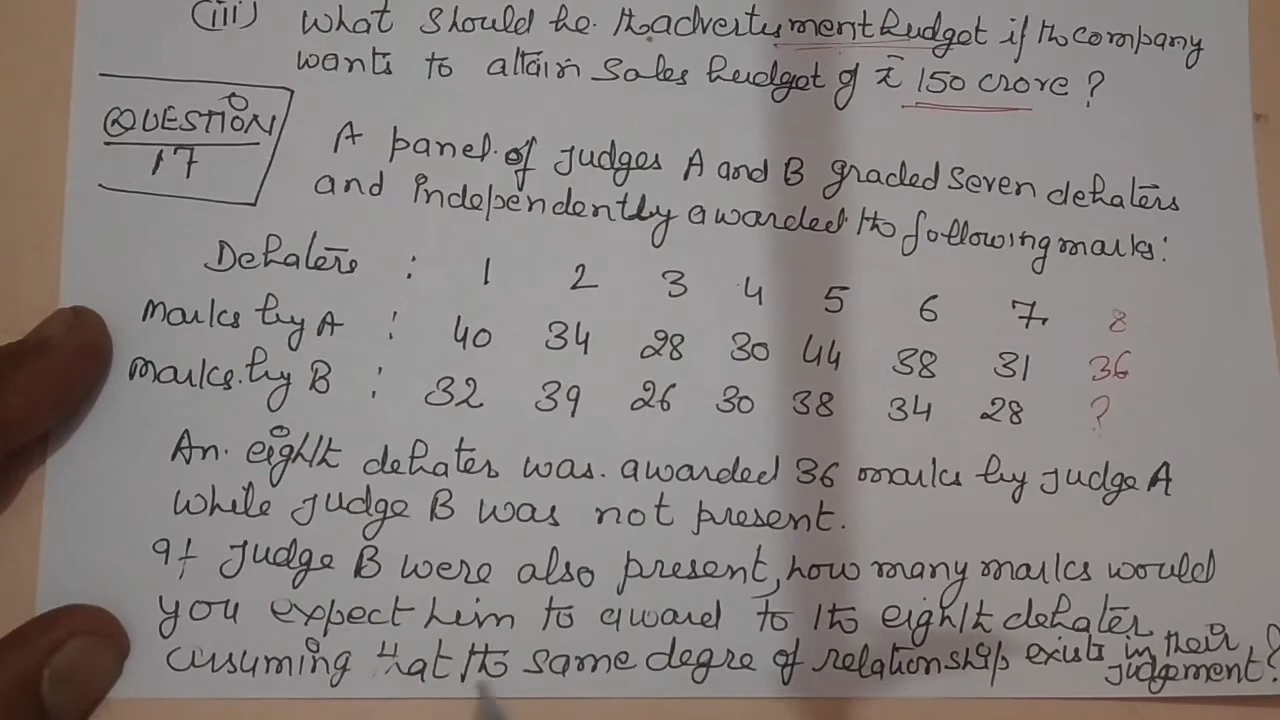 (iii) What should be the advertisement budget if the company
wants to attain sales budget of ₹ 150 crore?
QUESTION
17
A panel of Judges A and B graded seven debaters
and independently awarded the following marks:
Debaters : 1 2 3 4 5 6 7 8
Marks by A : 40 34 28 30 44 38 31 36
Marks by B : 32 39 26 30 38 34 28 ?
An eighth debater was awarded 36 marks by Judge A
while Judge B was not present.
If Judge B were also present, how many marks would
you expect him to award to the eighth debater
assuming that the same degree of relationship exists in their
judgement?